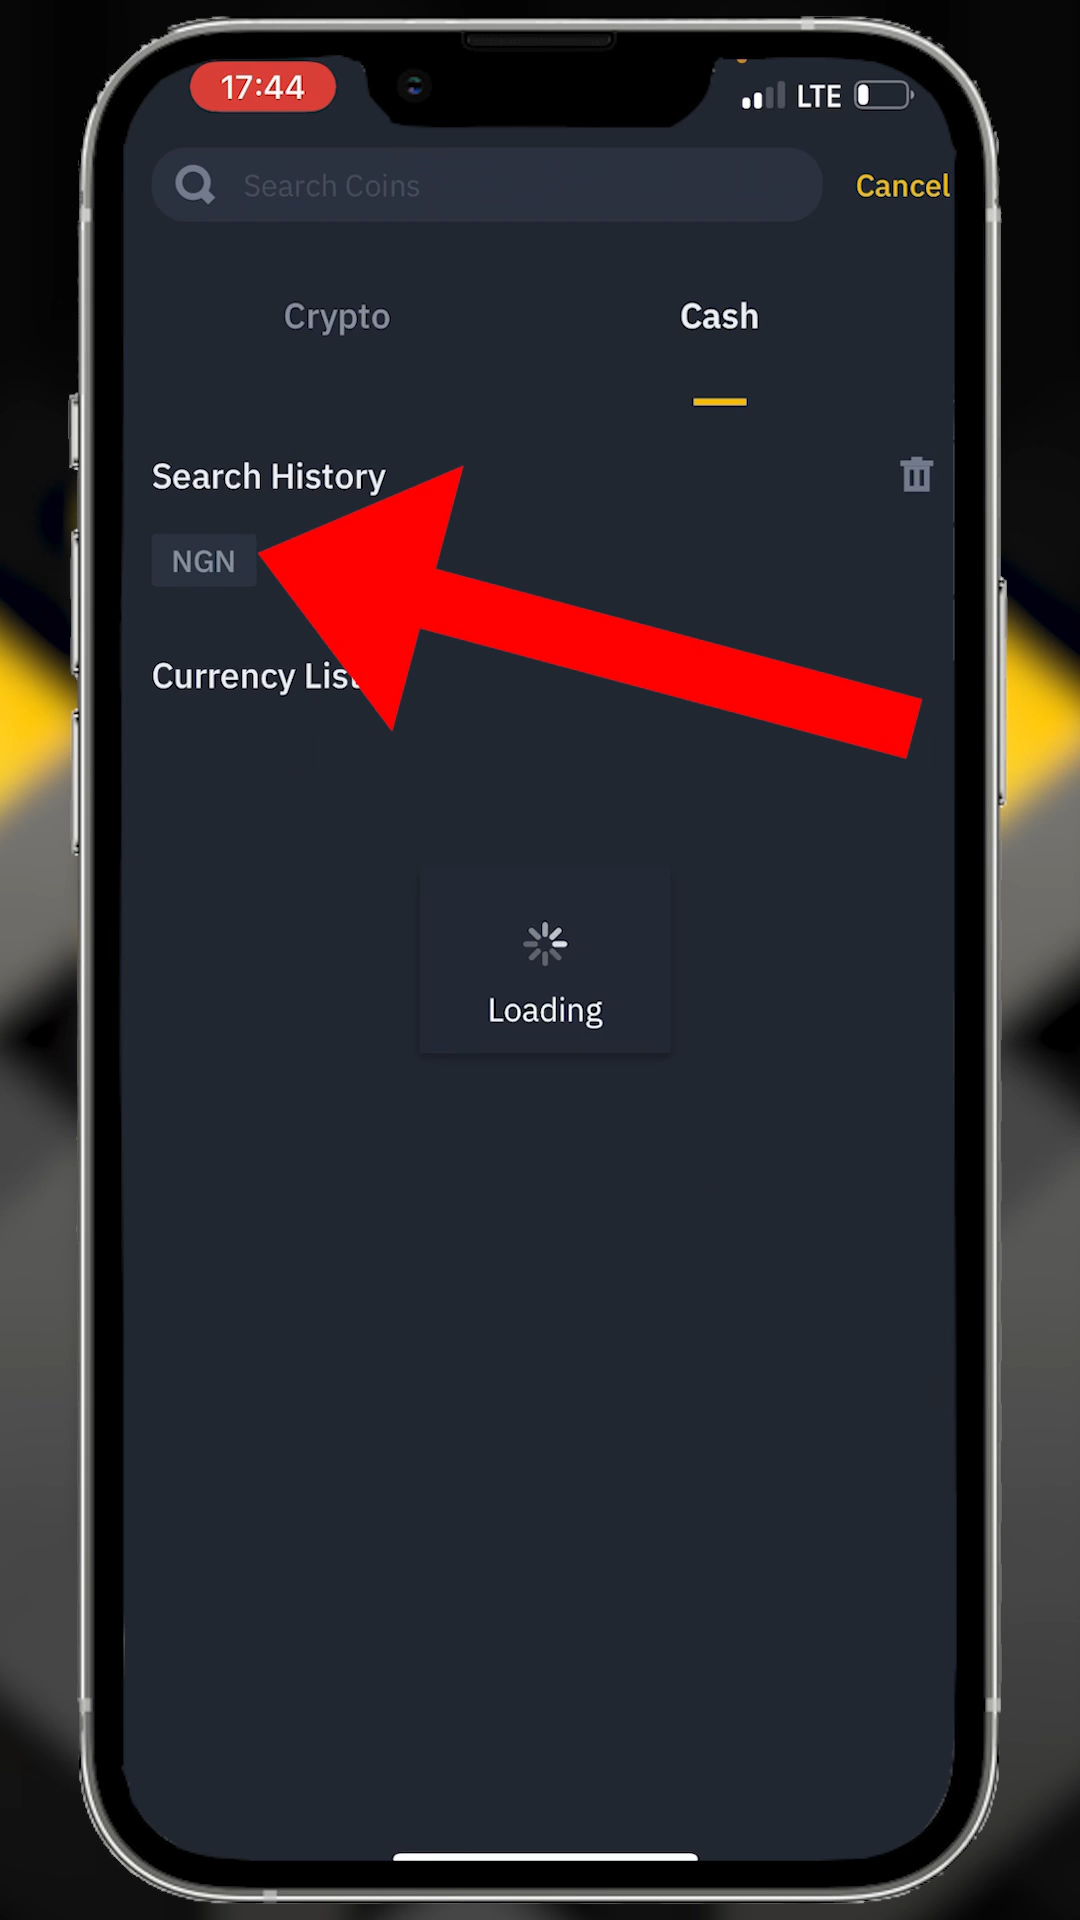 17:44
LTE
Search Coins
Cancel
Crypto
Cash
Search History
NGN
Currency List
Loading